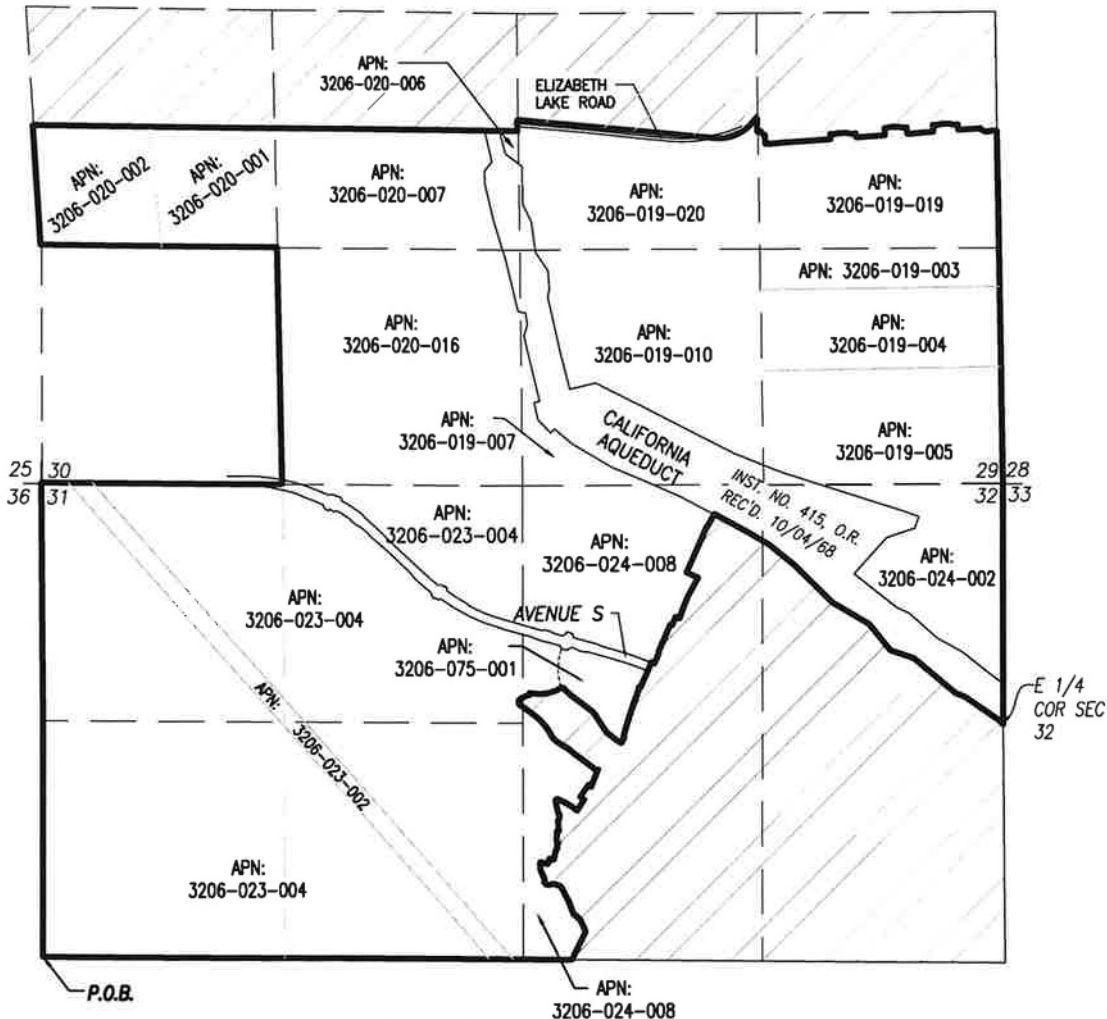 APN:
3206-020-006
ELIZABETH
LAKE ROAD
APN:
3206-020-002
APN:
3206-020-001
APN:
3206-020-007
APN:
3206-019-020
APN:
3206-019-019
APN: 3206-019-003
APN:
3206-020-016
APN:
3206-019-010
APN:
3206-019-004
APN:
3206-019-007
CALIFORNIA
AQUEDUCT
INST. NO. 415, O.R.
REC'D. 10/04/68
APN:
3206-019-005
25 30
36 31
29 28
32 33
APN:
3206-023-004
APN:
3206-024-008
APN:
3206-024-002
APN:
3206-023-004
AVENUE S
APN:
3206-075-001
E 1/4
COR SEC
32
APN: 3206-023-002
APN:
3206-023-004
P.O.B.
APN:
3206-024-008